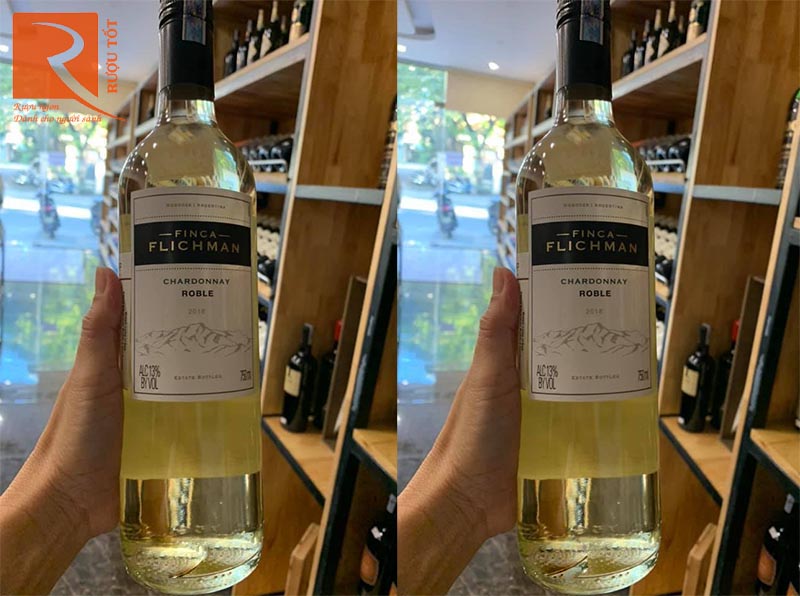 RƯỢU TỐT
Rượu ngon
Dành cho người sành
MENDOZA | ARGENTINA
FINCA
FLICHMAN
CHARDONNAY
ROBLE
2018
ALC 13%
BY VOL
ESTATE BOTTLED
750ml
MENDOZA | ARGENTINA
FINCA
FLICHMAN
CHARDONNAY
ROBLE
2018
ALC 13%
BY VOL
ESTATE BOTTLED
750ml